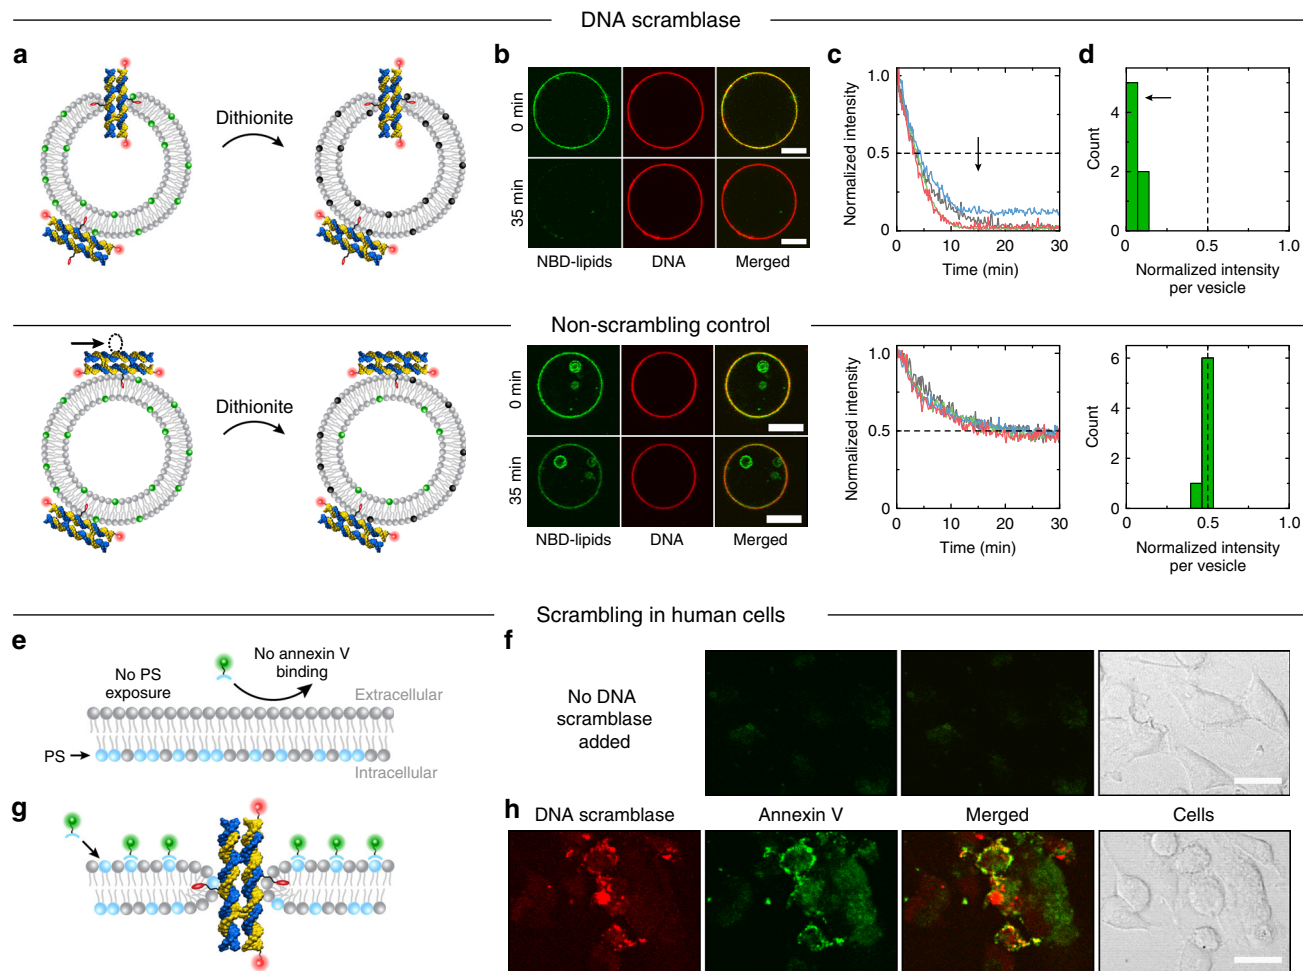 DNA scramblase
a
Dithionite
b
0 min
35 min
NBD-lipids
DNA
Merged
c
Normalized intensity
1.0
0.5
0
0
10
20
30
Time (min)
d
Count
4
2
0
0
0.5
1.0
Normalized intensity
per vesicle
Non-scrambling control
Dithionite
0 min
35 min
NBD-lipids
DNA
Merged
Normalized intensity
1.0
0.5
0
0
10
20
30
Time (min)
Count
6
4
2
0
0
0.5
1.0
Normalized intensity
per vesicle
Scrambling in human cells
e
No PS
exposure
No annexin V
binding
Extracellular
PS
Intracellular
f
No DNA
scramblase
added
g
h
DNA scramblase
Annexin V
Merged
Cells